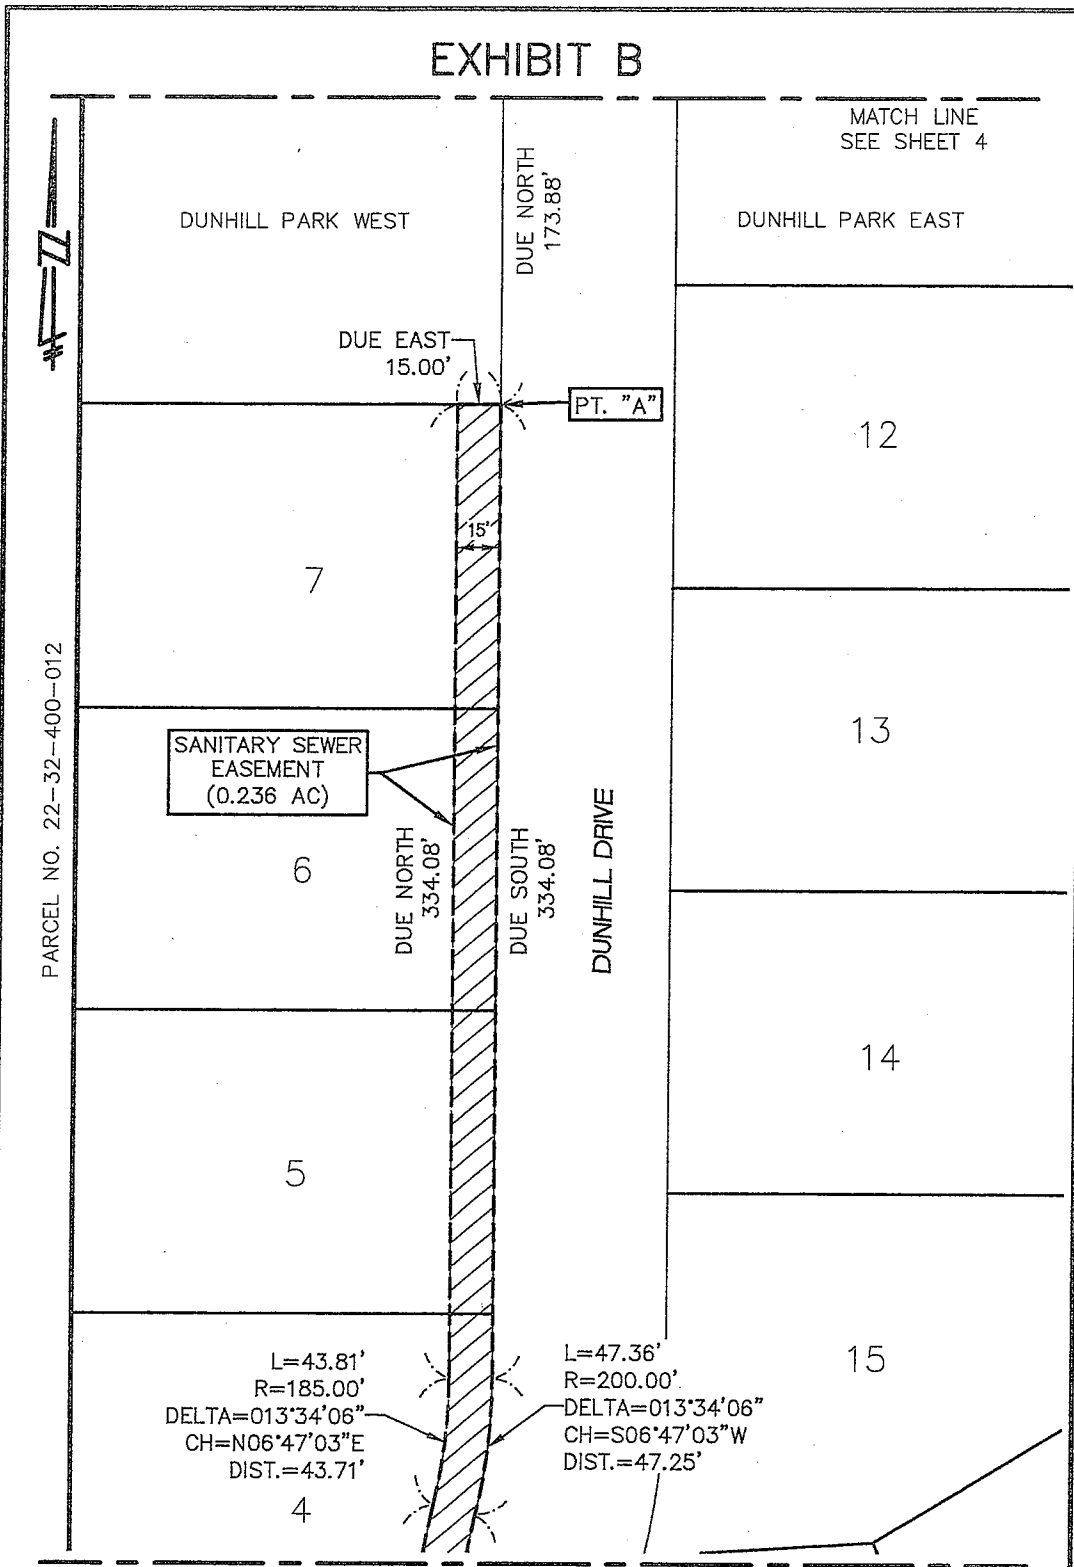 EXHIBIT B
MATCH LINE
SEE SHEET 4
DUNHILL PARK WEST
DUE NORTH
173.88'
DUNHILL PARK EAST
DUE EAST
15.00'
PT. "A"
12
15'
7
13
PARCEL NO. 22-32-400-012
SANITARY SEWER
EASEMENT
(0.236 AC)
6
DUE NORTH
334.08'
DUE SOUTH
334.08'
DUNHILL DRIVE
14
5
15
L=43.81'
R=185.00'
DELTA=013°34'06"
CH=N06°47'03"E
DIST.=43.71'
L=47.36'
R=200.00'
DELTA=013°34'06"
CH=S06°47'03"W
DIST.=47.25'
4